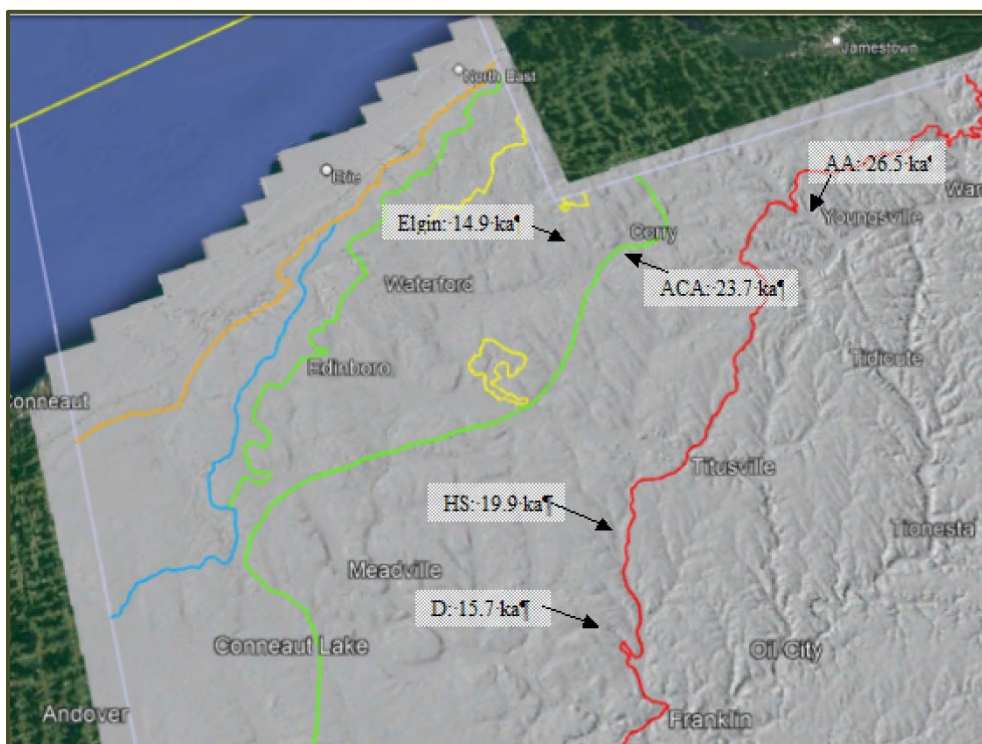 Jamestown
North East
Erie
AA: 26.5 ka¶
War
Youngsville
Elgin: 14.9 ka¶
Corry
Waterford
ACA: 23.7 ka¶
Edinboro
Tidioute
Conneaut
Titusville
HS: 19.9 ka¶
Tionesta
Meadville
D: 15.7 ka¶
Conneaut Lake
Oil City
Andover
Franklin